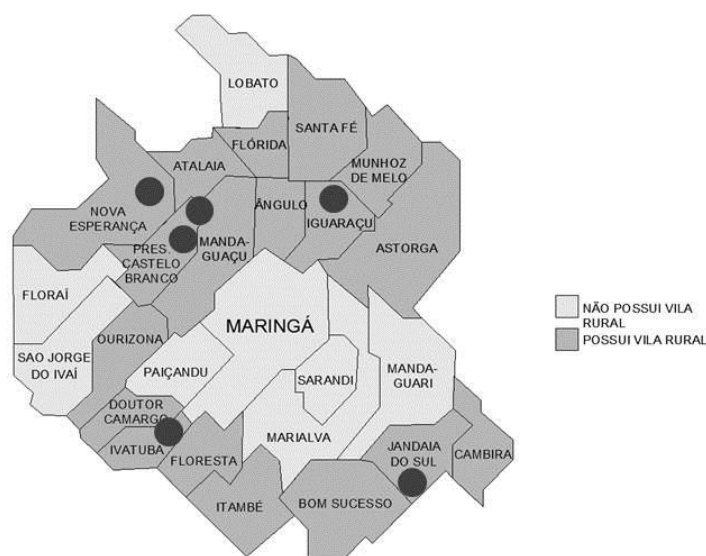 LOBATO
SANTA FÉ
FLÓRIDA
ATALAIA
MUNHOZ
DE MELO
NOVA
ESPERANÇA
ÂNGULO
IGUARAÇU
PRES.
CASTELO
BRANCO
MANDA-
GUAÇU
ASTORGA
FLORAÍ
MARINGÁ
OURIZONA
SAO JORGE
DO IVAÍ
PAIÇANDU
SARANDI
MANDA-
GUARI
DOUTOR
CAMARGO
IVATUBA
FLORESTA
MARIALVA
JANDAIA
DO SUL
CAMBIRA
ITAMBÉ
BOM SUCESSO
NÃO POSSUI VILA
RURAL
POSSUI VILA RURAL